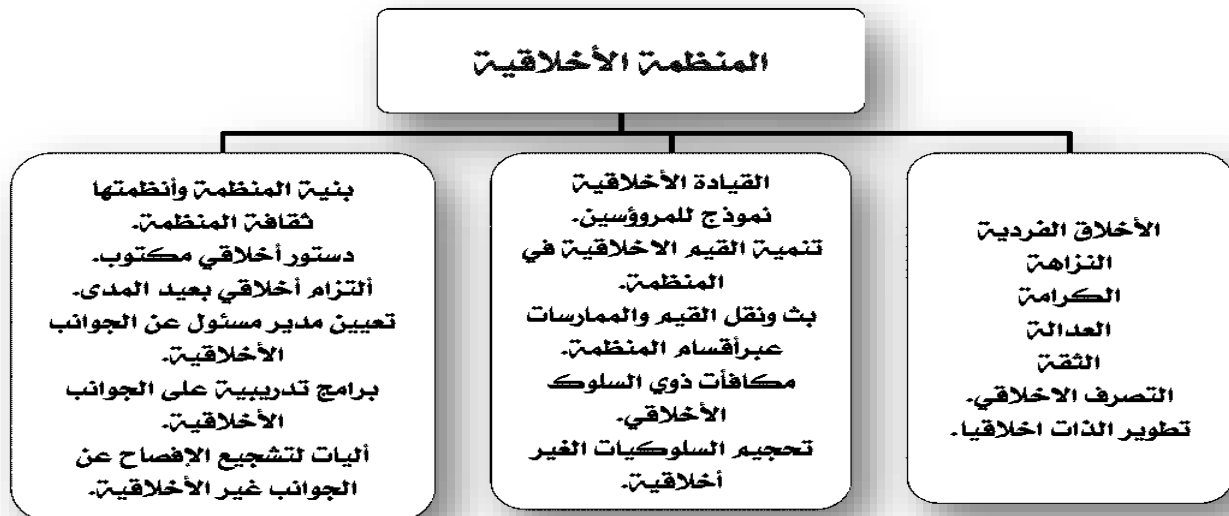 المنظمة الأخلاقية
الأخلاق الفردية
النزاهة
الكرامة
العدالة
الثقة
التصرف الاخلاقي.
تطوير الذات اخلاقيا.
القيادة الأخلاقية
نموذج للمروؤسين.
تنمية القيم الاخلاقية في
المنظمة.
بث ونقل القيم والممارسات
عبرأقسام المنظمة.
مكافأت ذوي السلوك
الأخلاقي.
تحجيم السلوكيات الغير
أخلاقية.
بنية المنظمة وأنظمتها
ثقافة المنظمة.
دستور أخلاقي مكتوب.
ألتزام أخلاقي بعيد المدى.
تعيين مدير مسئول عن الجوانب
الأخلاقية.
برامج تدريبية على الجوانب
الأخلاقية.
أليات لتشجيع الإفصاح عن
الجوانب غير الأخلاقية.